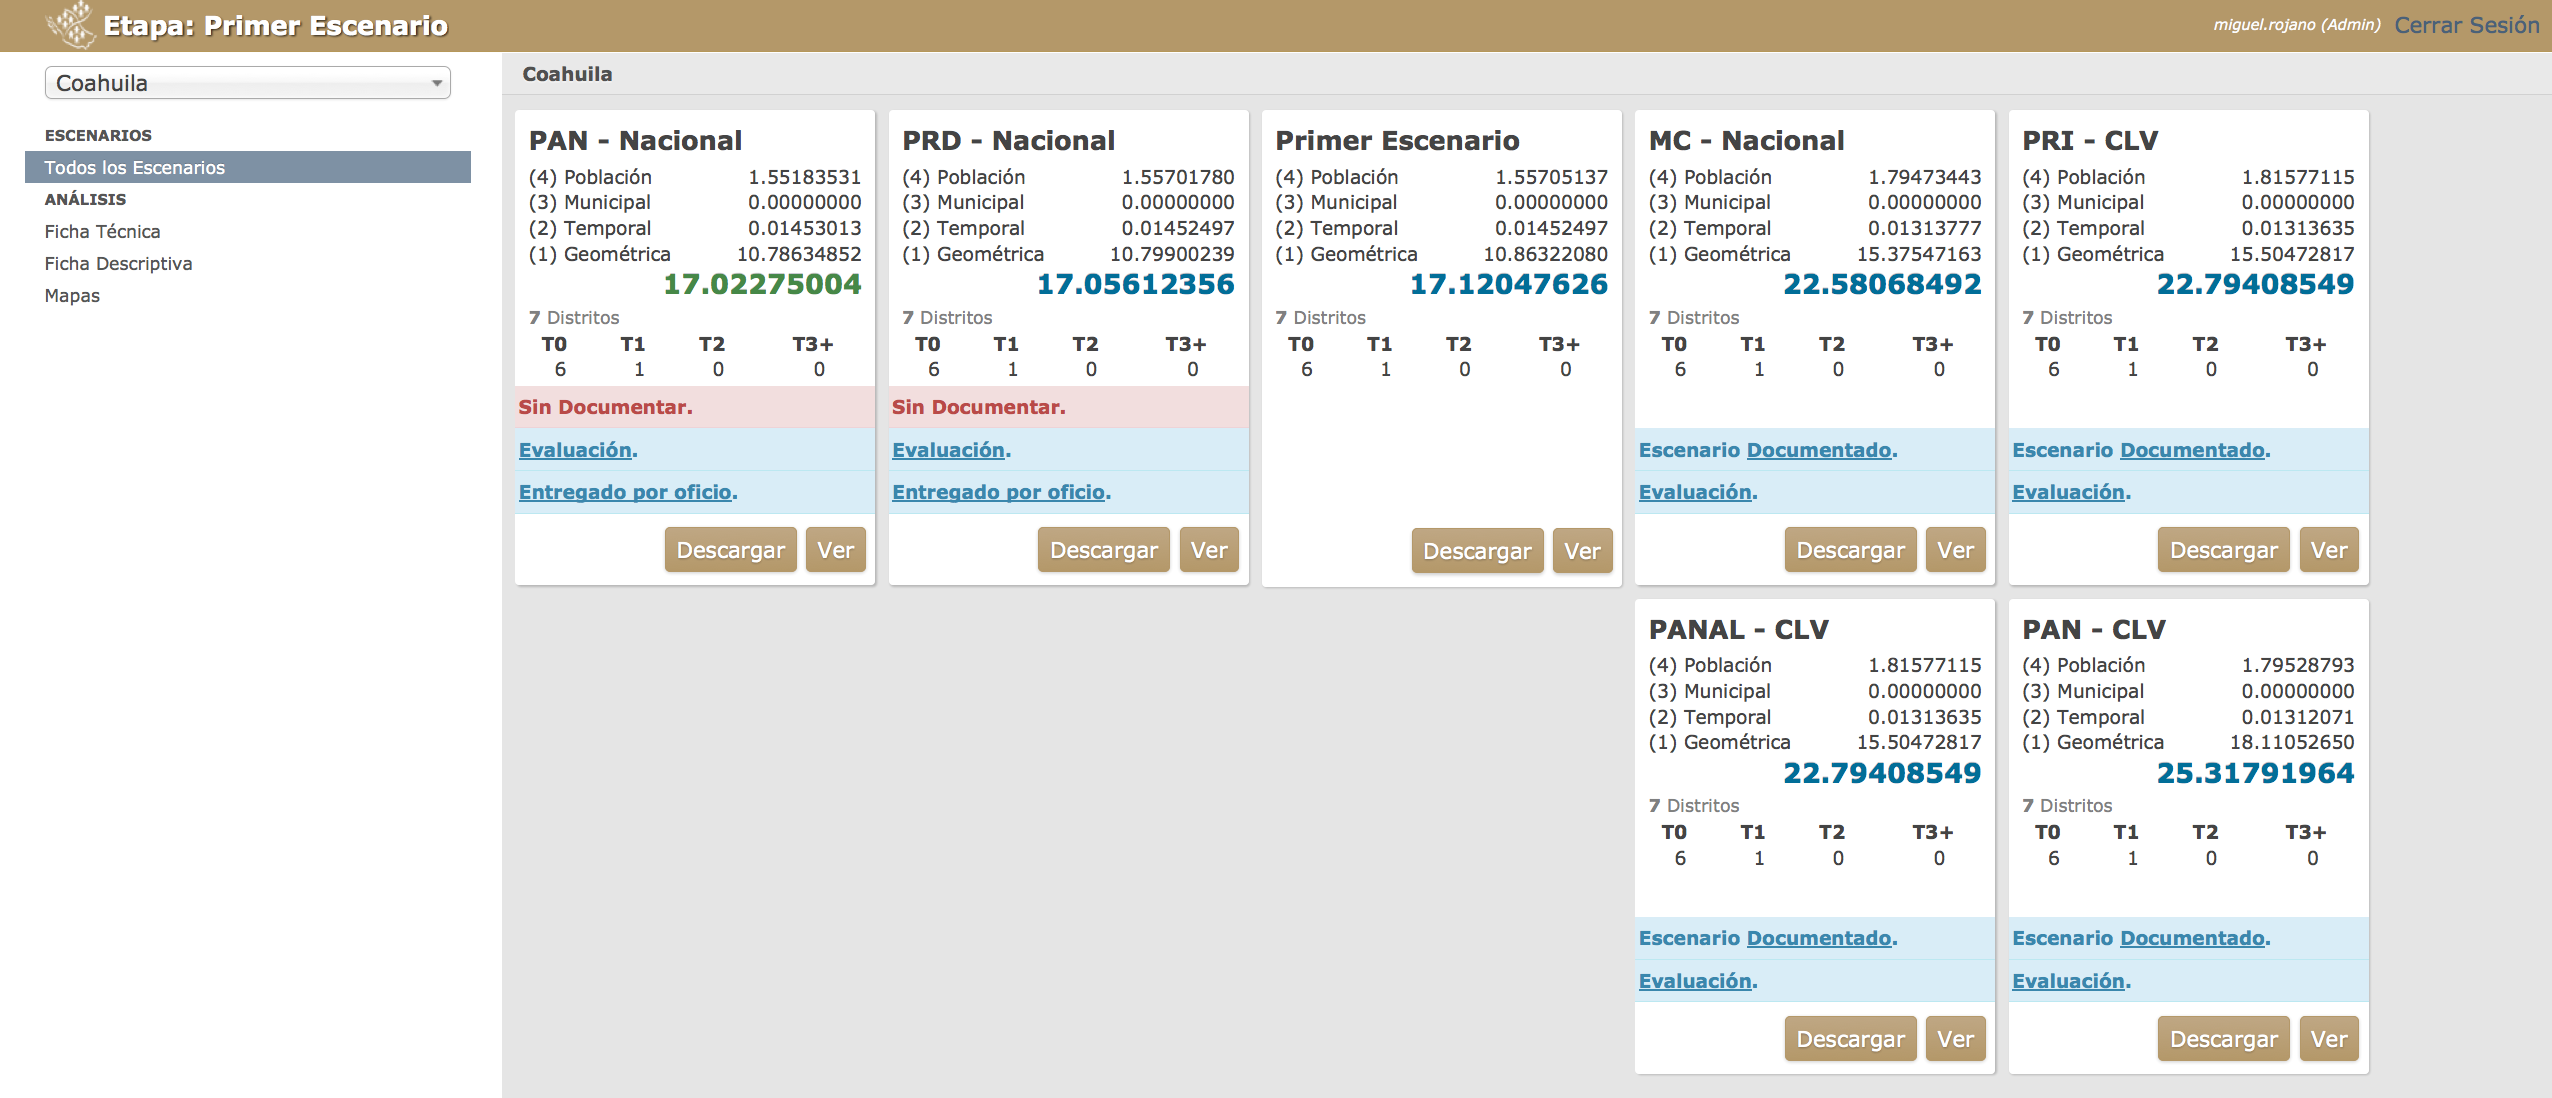 Etapa: Primer Escenario
miguel.rojano (Admin) Cerrar Sesión
Coahuila
ESCENARIOS
Todos los Escenarios
ANÁLISIS
Ficha Técnica
Ficha Descriptiva
Mapas
Coahuila
PAN - Nacional
(4) Población 1.55183531
(3) Municipal 0.00000000
(2) Temporal 0.01453013
(1) Geométrica 10.78634852
17.02275004
7 Distritos
T0 T1 T2 T3+
6 1 0 0
Sin Documentar.
Evaluación.
Entregado por oficio.
Descargar Ver
PRD - Nacional
(4) Población 1.55701780
(3) Municipal 0.00000000
(2) Temporal 0.01452497
(1) Geométrica 10.79900239
17.05612356
7 Distritos
T0 T1 T2 T3+
6 1 0 0
Sin Documentar.
Evaluación.
Entregado por oficio.
Descargar Ver
Primer Escenario
(4) Población 1.55705137
(3) Municipal 0.00000000
(2) Temporal 0.01452497
(1) Geométrica 10.86322080
17.12047626
7 Distritos
T0 T1 T2 T3+
6 1 0 0
Descargar Ver
MC - Nacional
(4) Población 1.79473443
(3) Municipal 0.00000000
(2) Temporal 0.01313777
(1) Geométrica 15.37547163
22.58068492
7 Distritos
T0 T1 T2 T3+
6 1 0 0
Escenario Documentado.
Evaluación.
Descargar Ver
PRI - CLV
(4) Población 1.81577115
(3) Municipal 0.00000000
(2) Temporal 0.01313635
(1) Geométrica 15.50472817
22.79408549
7 Distritos
T0 T1 T2 T3+
6 1 0 0
Escenario Documentado.
Evaluación.
Descargar Ver
PANAL - CLV
(4) Población 1.81577115
(3) Municipal 0.00000000
(2) Temporal 0.01313635
(1) Geométrica 15.50472817
22.79408549
7 Distritos
T0 T1 T2 T3+
6 1 0 0
Escenario Documentado.
Evaluación.
Descargar Ver
PAN - CLV
(4) Población 1.79528793
(3) Municipal 0.00000000
(2) Temporal 0.01312071
(1) Geométrica 18.11052650
25.31791964
7 Distritos
T0 T1 T2 T3+
6 1 0 0
Escenario Documentado.
Evaluación.
Descargar Ver